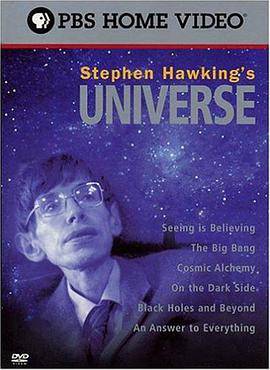 PBS HOME VIDEO®
Stephen Hawking's
UNIVERSE
Seeing is Believing
The Big Bang
Cosmic Alchemy
On the Dark Side
Black Holes and Beyond
An Answer to Everything
DVD
VIDEO